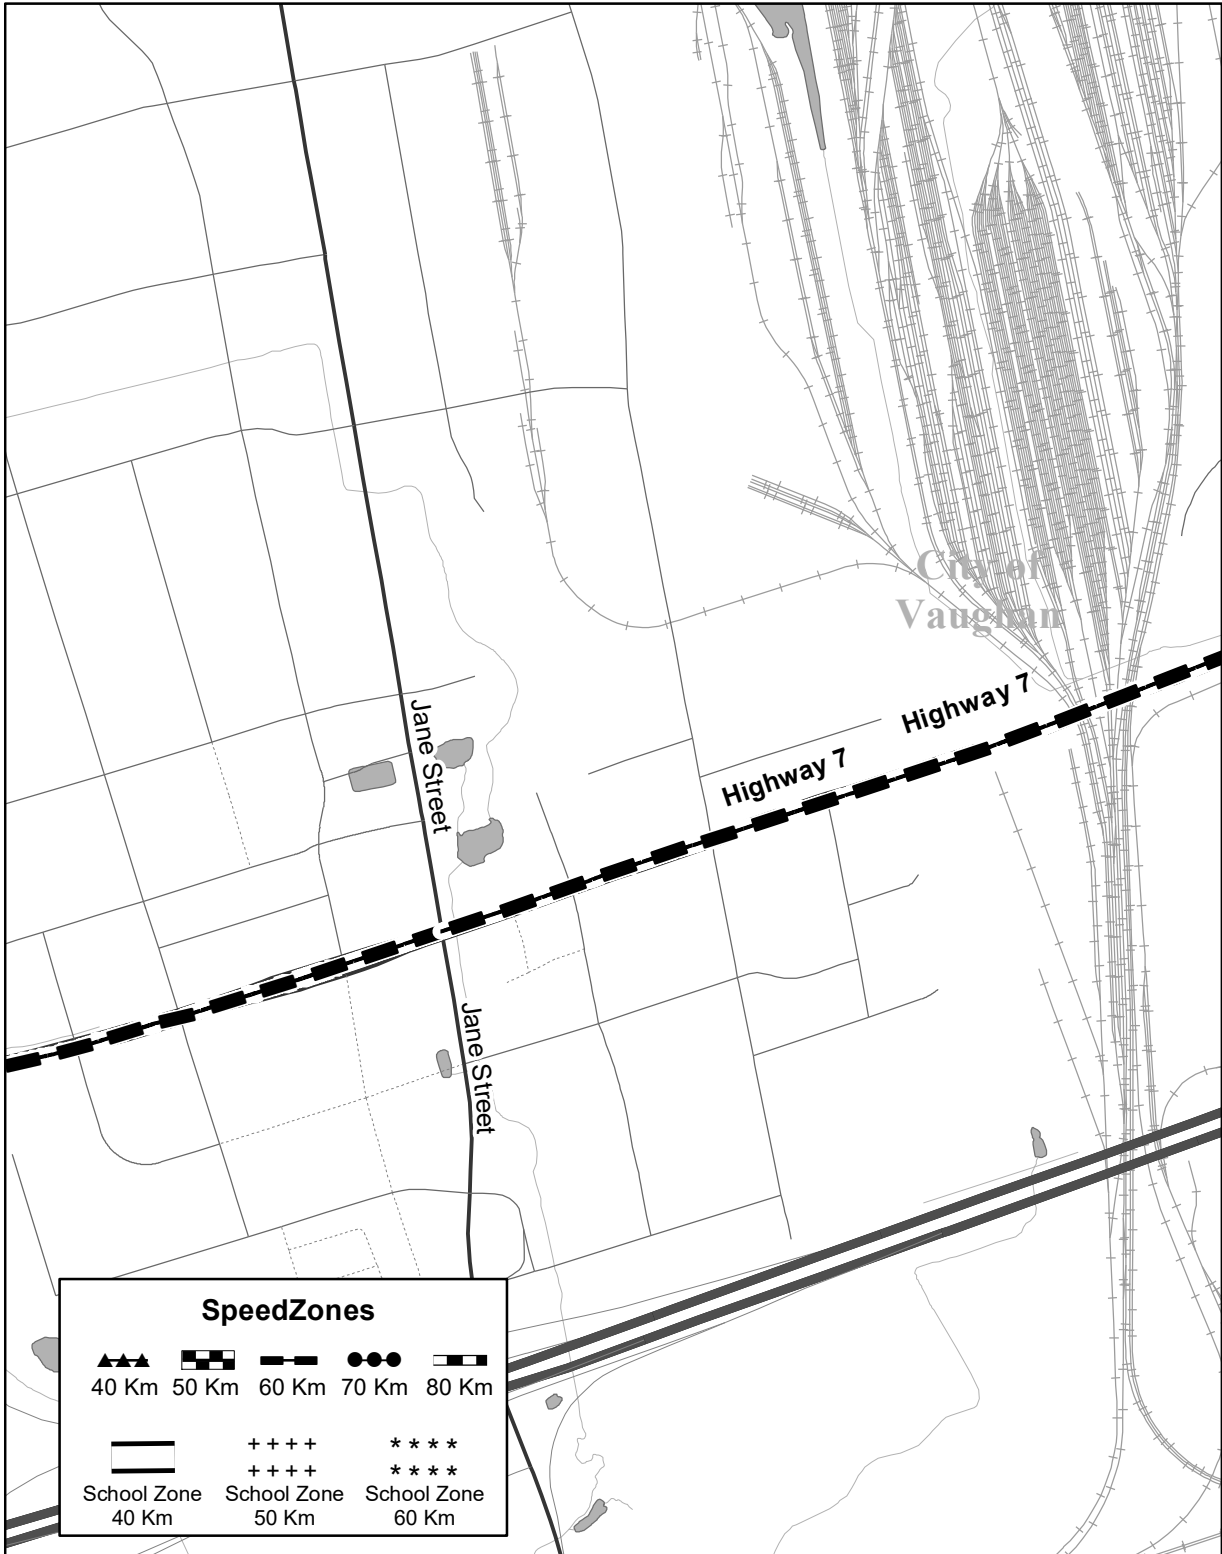 City of
Vaughan
Highway 7
Highway 7
Jane Street
Jane Street
SpeedZones
40 Km 50 Km 60 Km 70 Km 80 Km
School Zone School Zone School Zone
40 Km 50 Km 60 Km